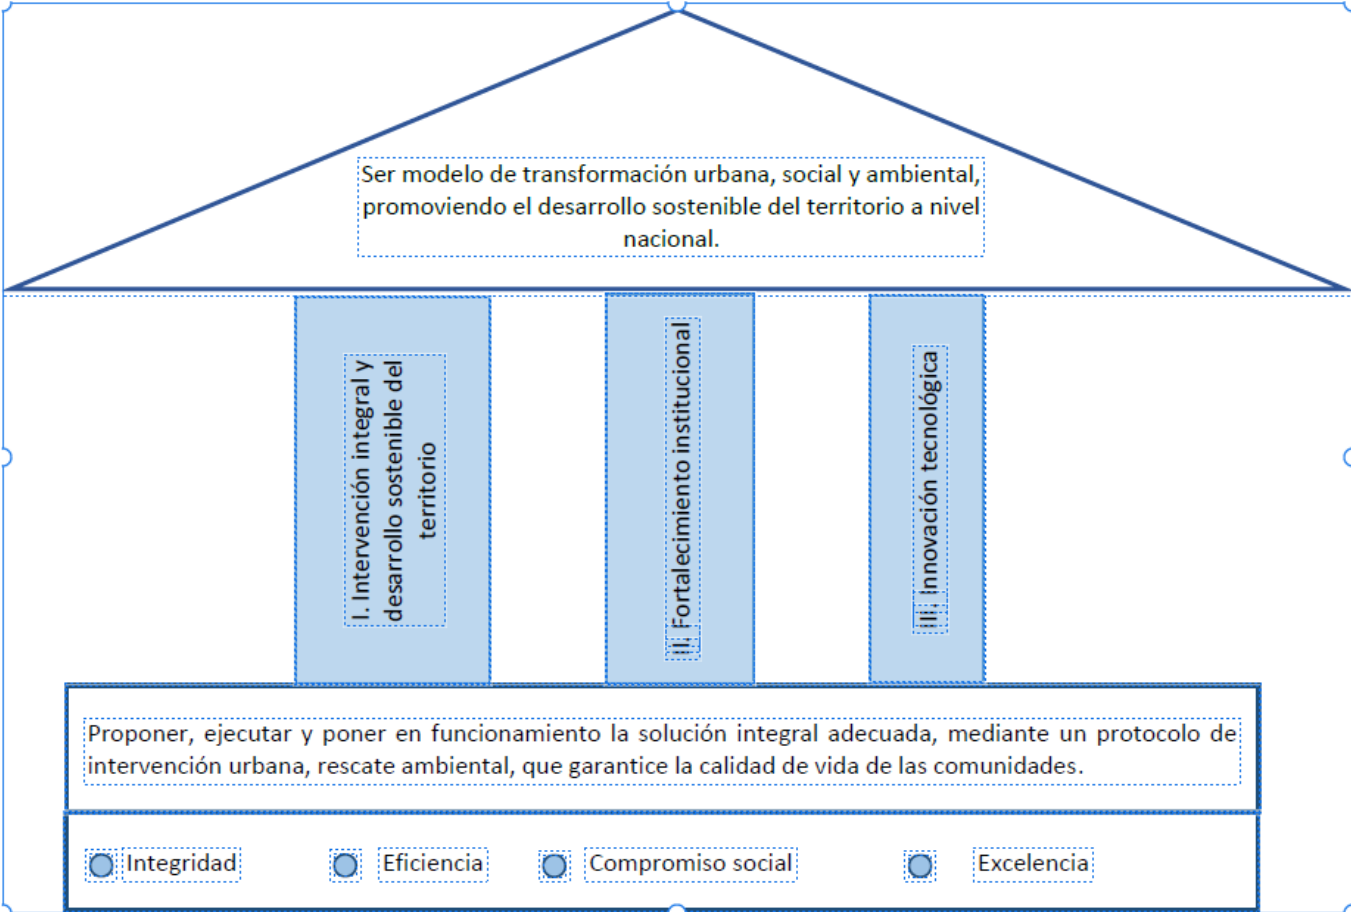 Ser modelo de transformación urbana, social y ambiental,
promoviendo el desarrollo sostenible del territorio a nivel
nacional.
I. Intervención integral y
desarrollo sostenible del
territorio
II. Fortalecimiento institucional
III. Innovación tecnológica
Proponer, ejecutar y poner en funcionamiento la solución integral adecuada, mediante un protocolo de
intervención urbana, rescate ambiental, que garantice la calidad de vida de las comunidades.
Integridad Eficiencia Compromiso social Excelencia